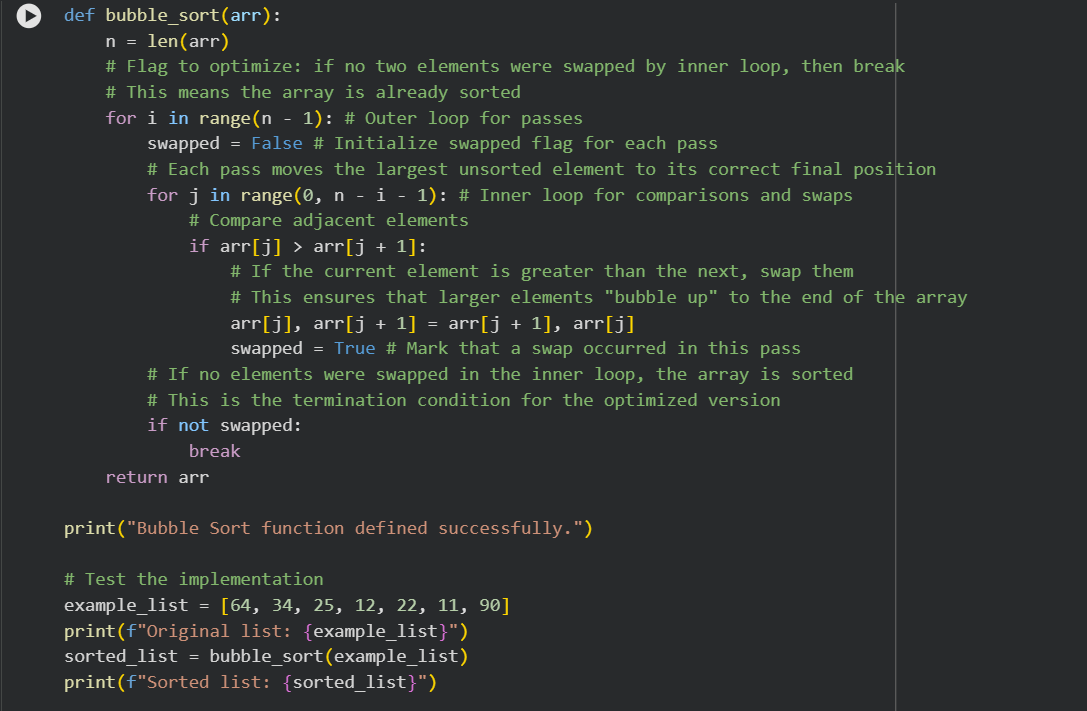 def bubble_sort(arr):
    n = len(arr)
    # Flag to optimize: if no two elements were swapped by inner loop, then break
    # This means the array is already sorted
    for i in range(n - 1): # Outer loop for passes
        swapped = False # Initialize swapped flag for each pass
        # Each pass moves the largest unsorted element to its correct final position
        for j in range(0, n - i - 1): # Inner loop for comparisons and swaps
            # Compare adjacent elements
            if arr[j] > arr[j + 1]:
                # If the current element is greater than the next, swap them
                # This ensures that larger elements "bubble up" to the end of the array
                arr[j], arr[j + 1] = arr[j + 1], arr[j]
                swapped = True # Mark that a swap occurred in this pass
        # If no elements were swapped in the inner loop, the array is sorted
        # This is the termination condition for the optimized version
        if not swapped:
            break
    return arr

print("Bubble Sort function defined successfully.")

# Test the implementation
example_list = [64, 34, 25, 12, 22, 11, 90]
print(f"Original list: {example_list}")
sorted_list = bubble_sort(example_list)
print(f"Sorted list: {sorted_list}")